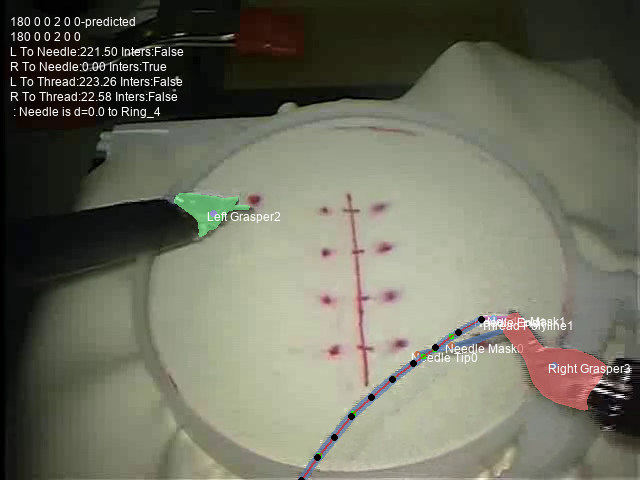 180 0 0 2 0 0-predicted
180 0 0 2 0 0
L To Needle:221.50 Inters:False
R To Needle:0.00 Inters:True
L To Thread:223.26 Inters:False
R To Thread:22.58 Inters:False
: Needle is d=0.0 to Ring_4
Left Grasper2
Thread Polyline1
Needle Mask0
Needle Tip0
Right Grasper3